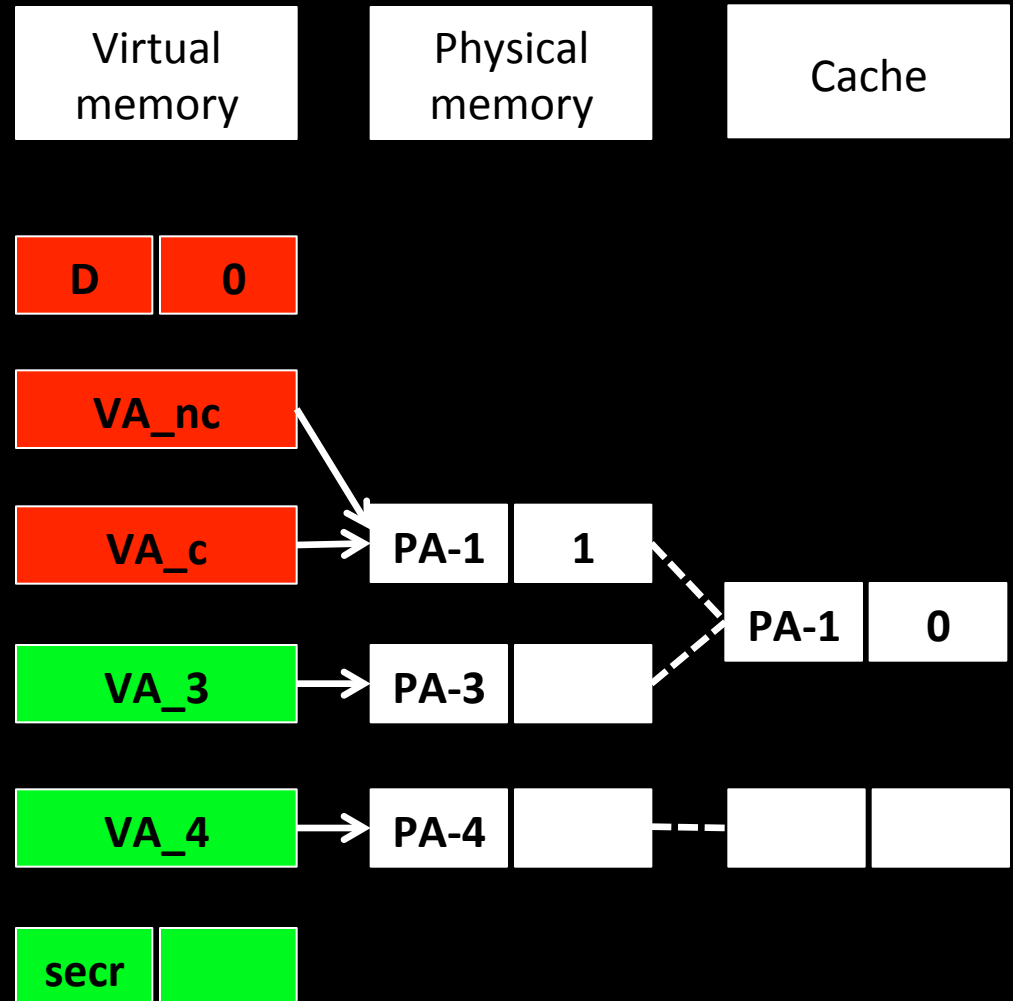 Virtual
memory
Physical
memory
Cache
D 0
VA_nc
VA_c
PA-1 1
PA-1 0
VA_3
PA-3
VA_4
PA-4
secr